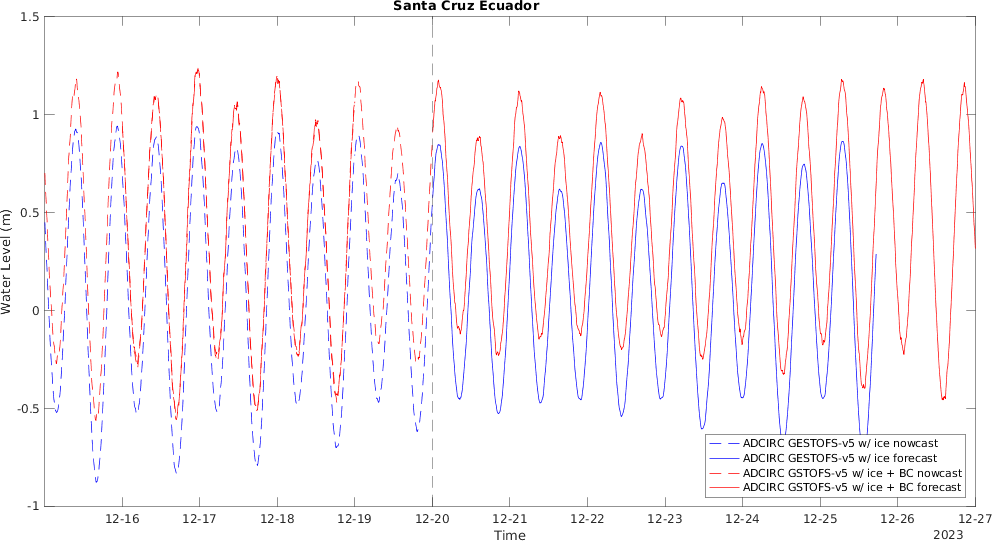 Santa Cruz Ecuador
1.5
1
0.5
0
-0.5
-1
Water Level (m)
ADCIRC GESTOFS-v5 w/ ice nowcast
ADCIRC GESTOFS-v5 w/ ice forecast
ADCIRC GSTOFS-v5 w/ ice + BC nowcast
ADCIRC GSTOFS-v5 w/ ice + BC forecast
12-16 12-17 12-18 12-19 12-20 12-21 12-22 12-23 12-24 12-25 12-26 12-27
Time
2023